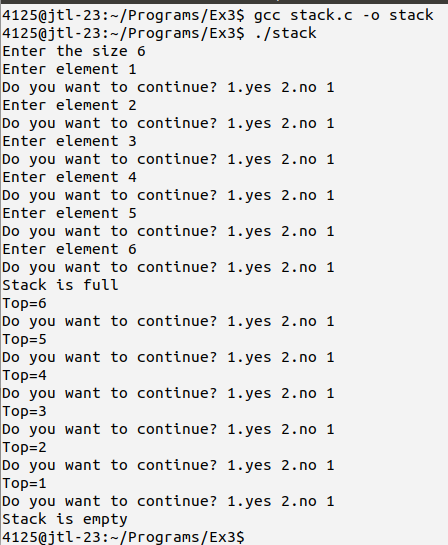 4125@jtl-23:~/Programs/Ex3$ gcc stack.c -o stack
4125@jtl-23:~/Programs/Ex3$ ./stack
Enter the size 6
Enter element 1
Do you want to continue? 1.yes 2.no 1
Enter element 2
Do you want to continue? 1.yes 2.no 1
Enter element 3
Do you want to continue? 1.yes 2.no 1
Enter element 4
Do you want to continue? 1.yes 2.no 1
Enter element 5
Do you want to continue? 1.yes 2.no 1
Enter element 6
Do you want to continue? 1.yes 2.no 1
Stack is full
Top=6
Do you want to continue? 1.yes 2.no 1
Top=5
Do you want to continue? 1.yes 2.no 1
Top=4
Do you want to continue? 1.yes 2.no 1
Top=3
Do you want to continue? 1.yes 2.no 1
Top=2
Do you want to continue? 1.yes 2.no 1
Top=1
Do you want to continue? 1.yes 2.no 1
Stack is empty
4125@jtl-23:~/Programs/Ex3$